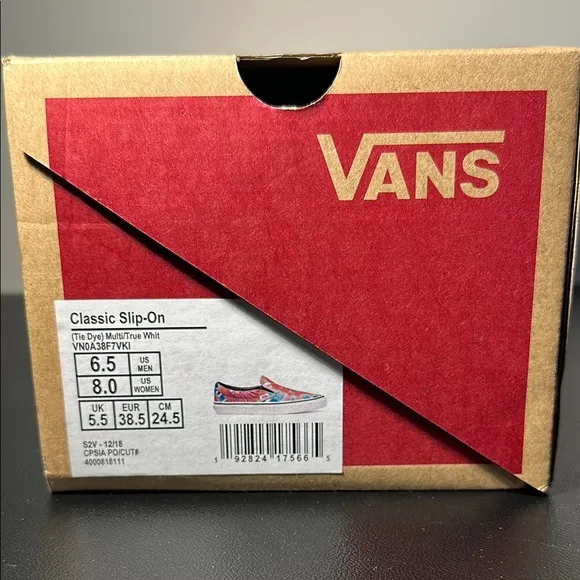 VANS
Classic Slip-On
(Tie Dye) Multi/True Whit
VN0A38F7VKI
6.5 US MEN
8.0 US WOMEN
UK EUR CM
5.5 38.5 24.5
S2V - 12/18
CPSIA PO/CUT#
4000818111
1 92824 17566 5